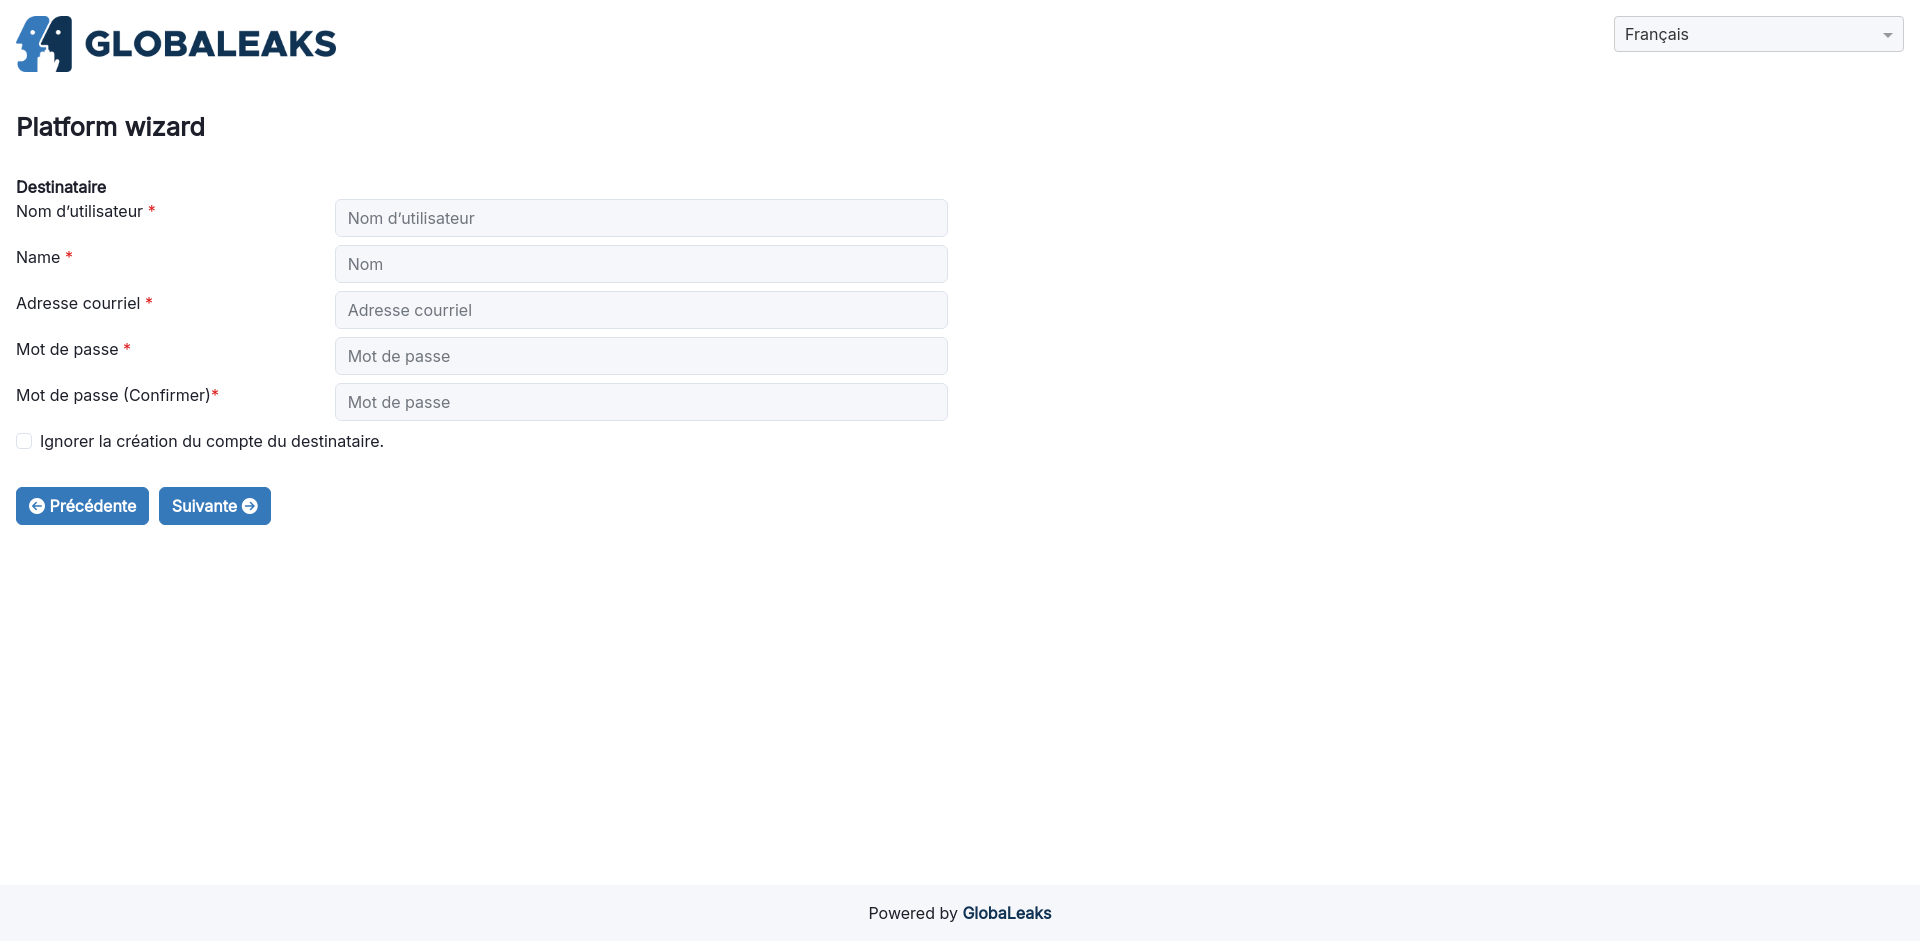 GLOBALEAKS
Français
Platform wizard
Destinataire
Nom d’utilisateur *
Nom d’utilisateur
Name *
Nom
Adresse courriel *
Adresse courriel
Mot de passe *
Mot de passe
Mot de passe (Confirmer)*
Mot de passe
Ignorer la création du compte du destinataire.
Précédente
Suivante
Powered by GlobaLeaks